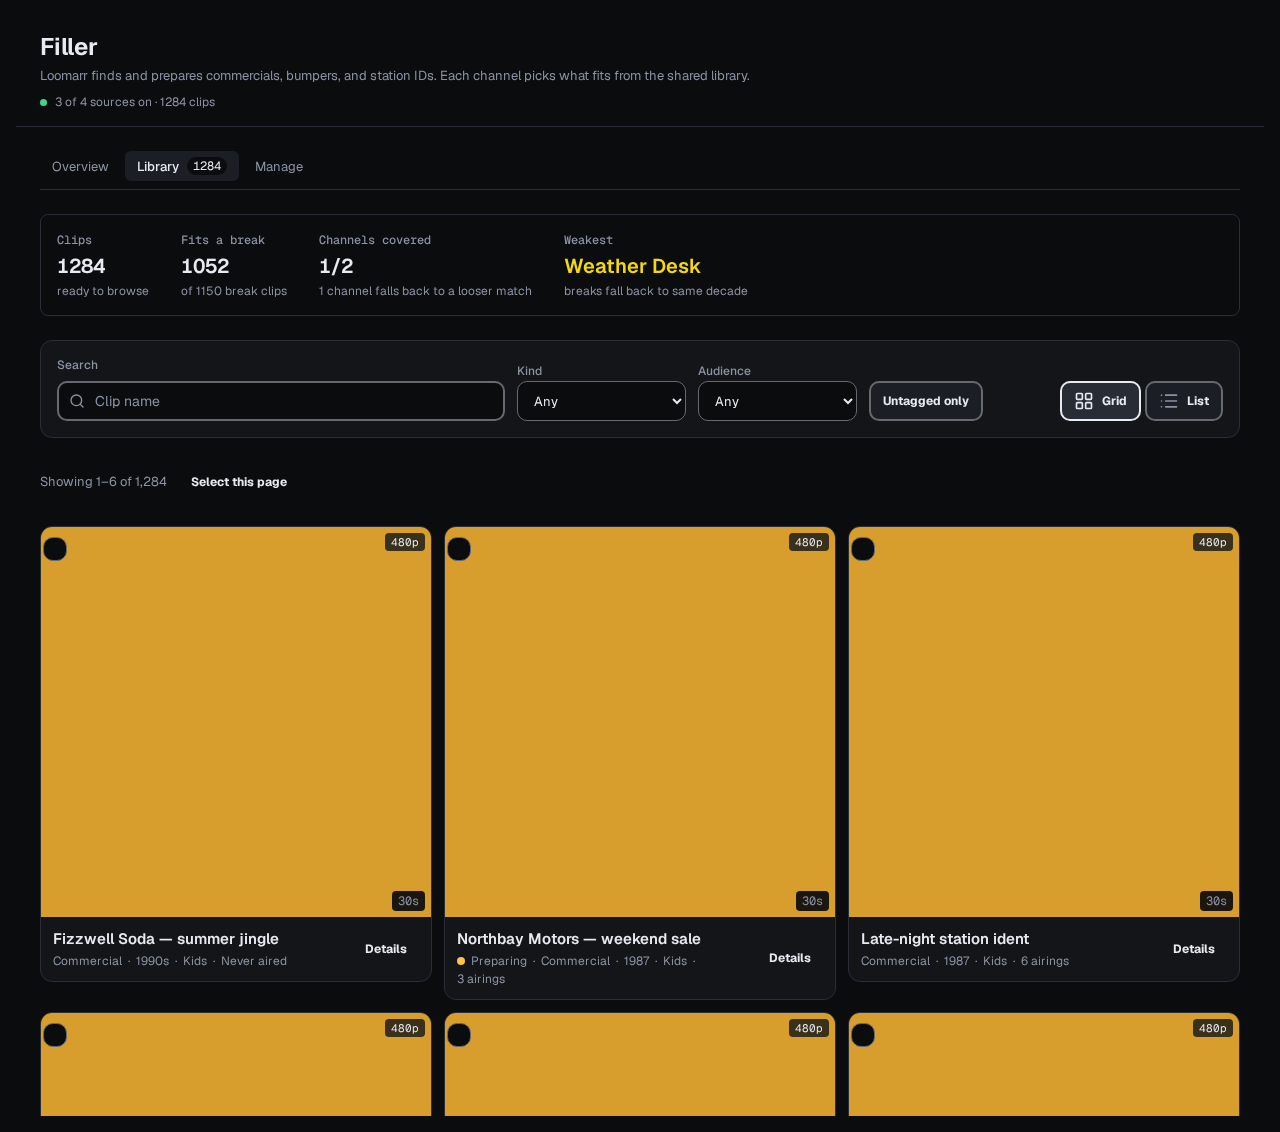 Filler
Loomarr finds and prepares commercials, bumpers, and station IDs. Each channel picks what fits from the shared library.
3 of 4 sources on · 1284 clips
Overview Library 1284 Manage
Clips Fits a break Channels covered Weakest
1284 1052 1/2 Weather Desk
ready to browse of 1150 break clips 1 channel falls back to a looser match breaks fall back to same decade
Search Kind Audience
Clip name Any Any Untagged only Grid List
Showing 1–6 of 1,284 Select this page
480p 480p 480p
30s 30s 30s
Fizzwell Soda — summer jingle Details Northbay Motors — weekend sale Details Late-night station ident Details
Commercial · 1990s · Kids · Never aired Preparing · Commercial · 1987 · Kids · Commercial · 1987 · Kids · 6 airings
3 airings
480p 480p 480p